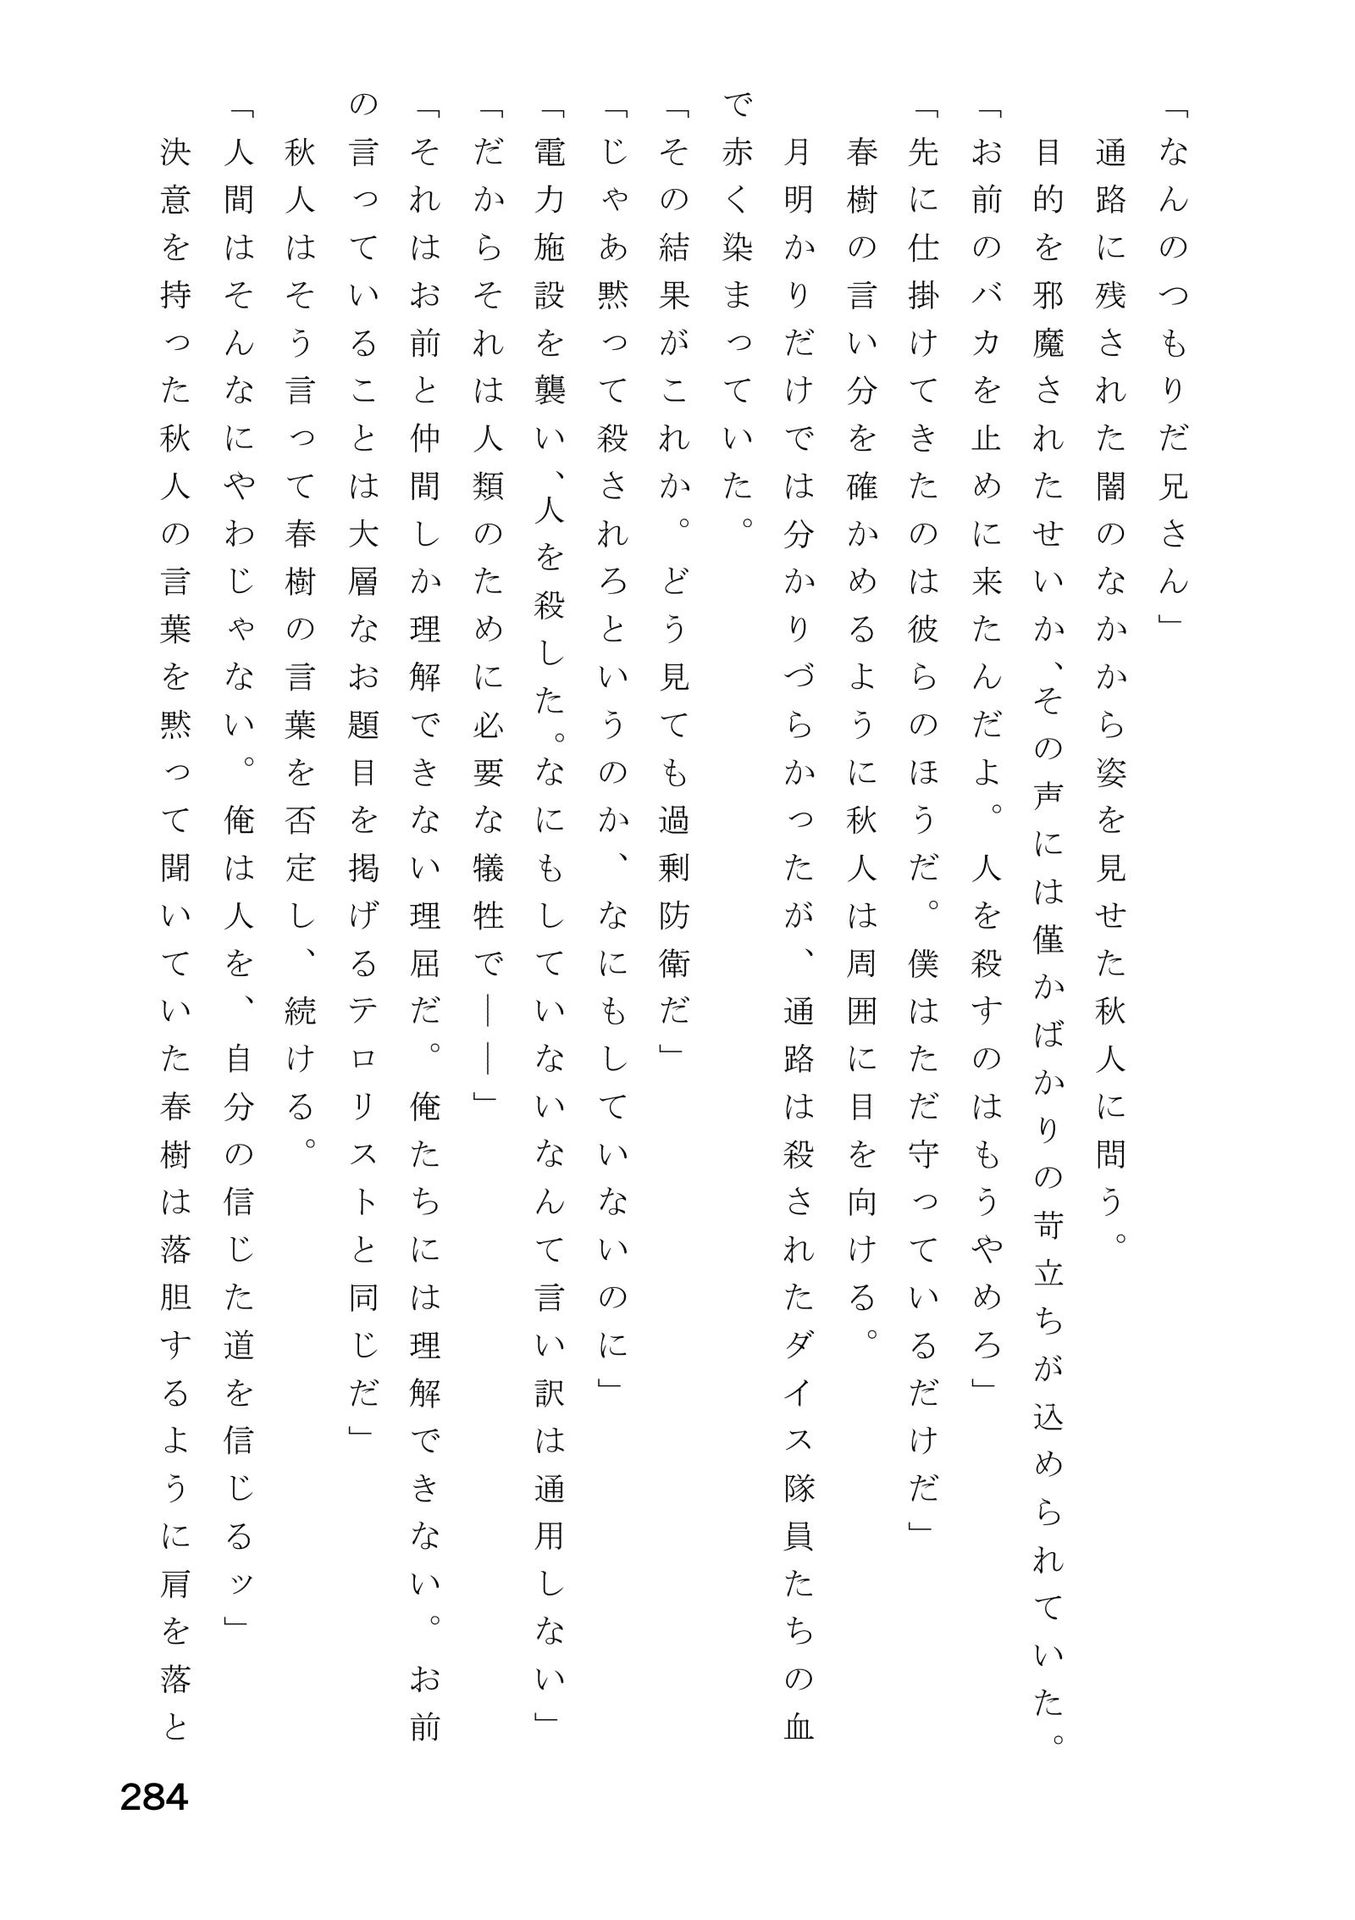 「なんのつもりだ兄さん」
　通路に残された闇のなかから姿を見せた秋人に問う。
　目的を邪魔されたせいか、その声には僅かばかりの苛立ちが込められていた。
「お前のバカを止めに来たんだよ。人を殺すのはもうやめろ」
「先に仕掛けてきたのは彼らのほうだ。僕はただ守っているだけだ」
　春樹の言い分を確かめるように秋人は周囲に目を向ける。
　月明かりだけでは分かりづらかったが、通路は殺されたダイス隊員たちの血
で赤く染まっていた。
「その結果がこれか。どう見ても過剰防衛だ」
「じゃあ黙って殺されろというのか、なにもしていないのに」
「電力施設を襲い、人を殺した。なにもしていないなんて言い訳は通用しない」
「だからそれは人類のために必要な犠牲で――」
「それはお前と仲間しか理解できない理屈だ。俺たちには理解できない。お前
の言っていることは大層なお題目を掲げるテロリストと同じだ」
　秋人はそう言って春樹の言葉を否定し、続ける。
「人間はそんなにやわじゃない。俺は人を、自分の信じた道を信じるッ」
　決意を持った秋人の言葉を黙って聞いていた春樹は落胆するように肩を落と
284